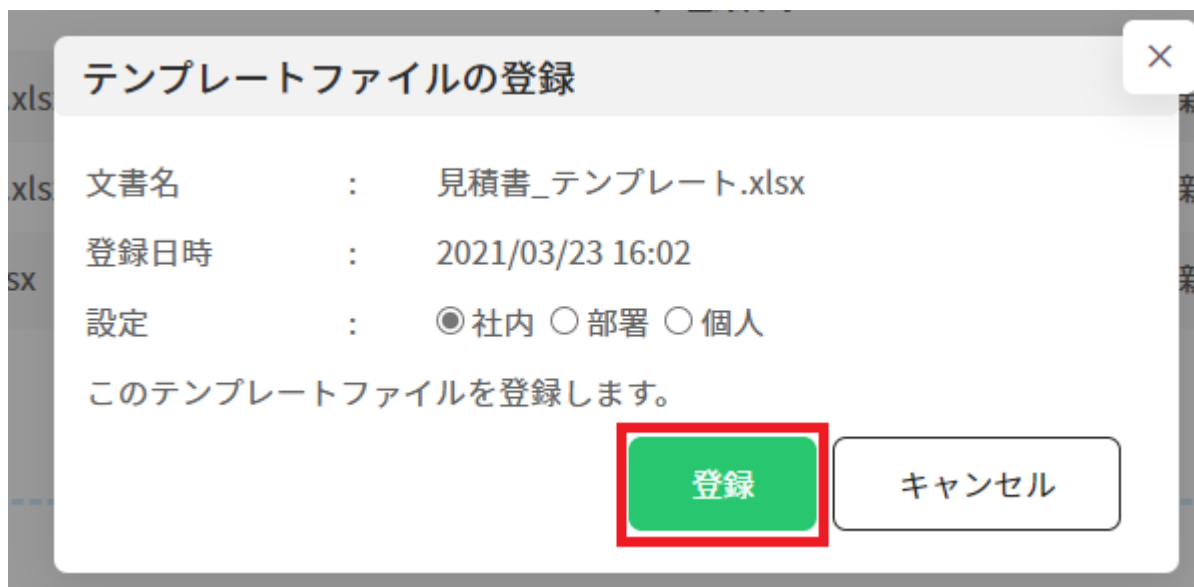 テンプレートファイルの登録
×
.xls
文書名 : 見積書_テンプレート.xlsx
.xls
登録日時 : 2021/03/23 16:02
sx
設定 : 社内 部署 個人
このテンプレートファイルを登録します。
登録 キャンセル